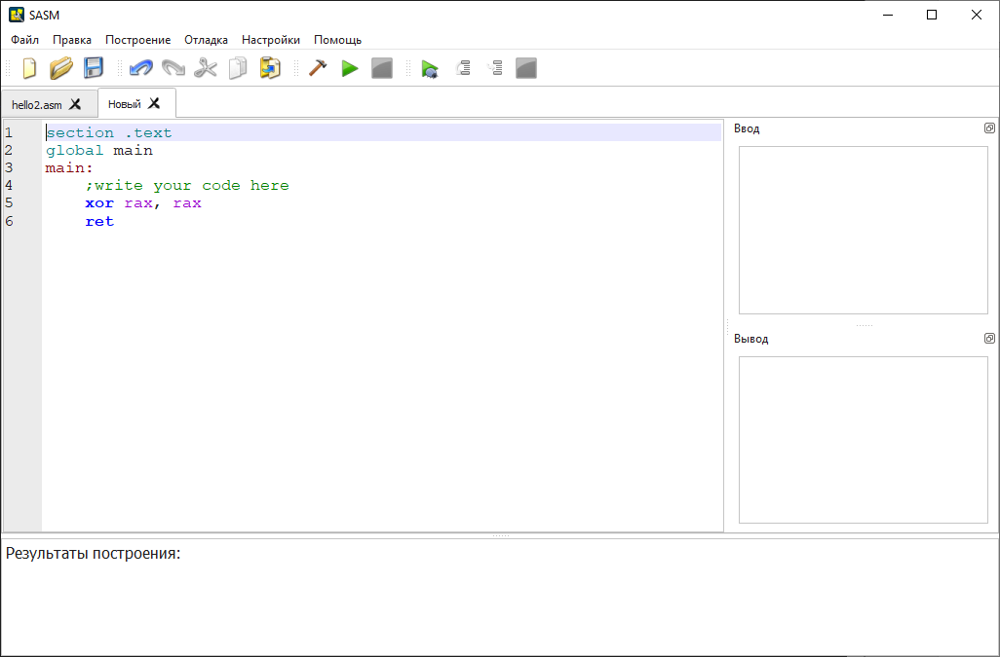 SASM
Файл Правка Построение Отладка Настройки Помощь
hello2.asm Новый
1 section .text
2 global main
3 main:
4 ;write your code here
5 xor rax, rax
6 ret
Ввод
Вывод
Результаты построения: